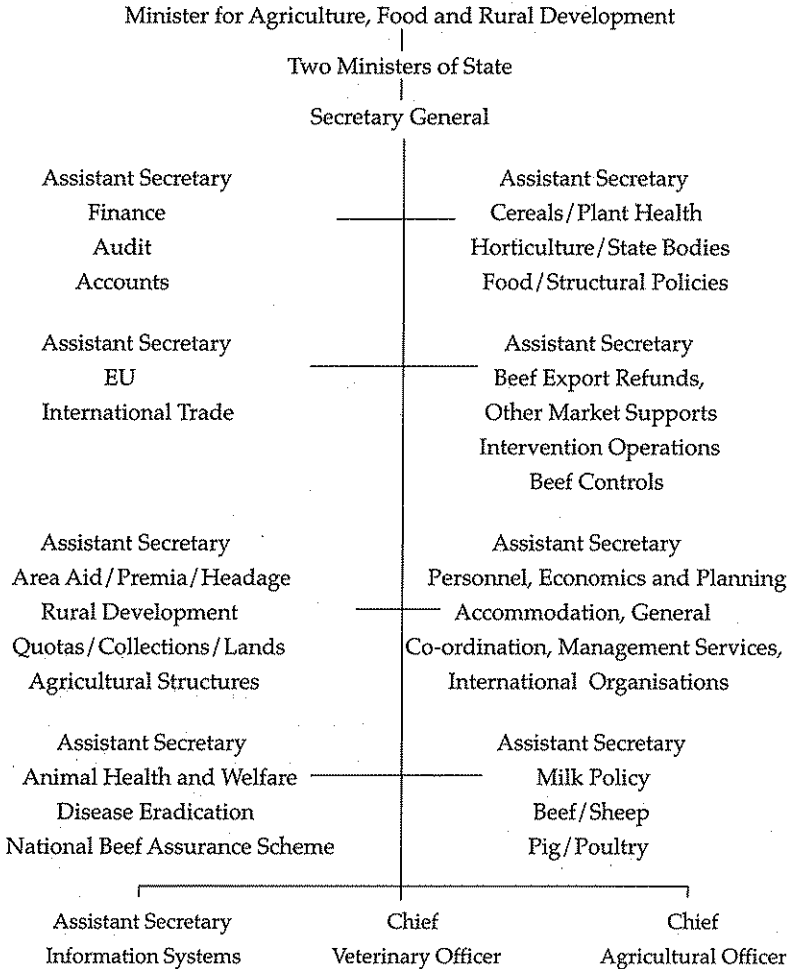 Minister for Agriculture, Food and Rural Development
Two Ministers of State
Secretary General
Assistant Secretary
Finance
Audit
Accounts
Assistant Secretary
Cereals/Plant Health
Horticulture/State Bodies
Food/Structural Policies
Assistant Secretary
EU
International Trade
Assistant Secretary
Beef Export Refunds,
Other Market Supports
Intervention Operations
Beef Controls
Assistant Secretary
Area Aid/Premia/Headage
Rural Development
Quotas/Collections/Lands
Agricultural Structures
Assistant Secretary
Personnel, Economics and Planning
Accommodation, General
Co-ordination, Management Services,
International Organisations
Assistant Secretary
Animal Health and Welfare
Disease Eradication
National Beef Assurance Scheme
Assistant Secretary
Milk Policy
Beef/Sheep
Pig/Poultry
Assistant Secretary
Information Systems
Chief
Veterinary Officer
Chief
Agricultural Officer